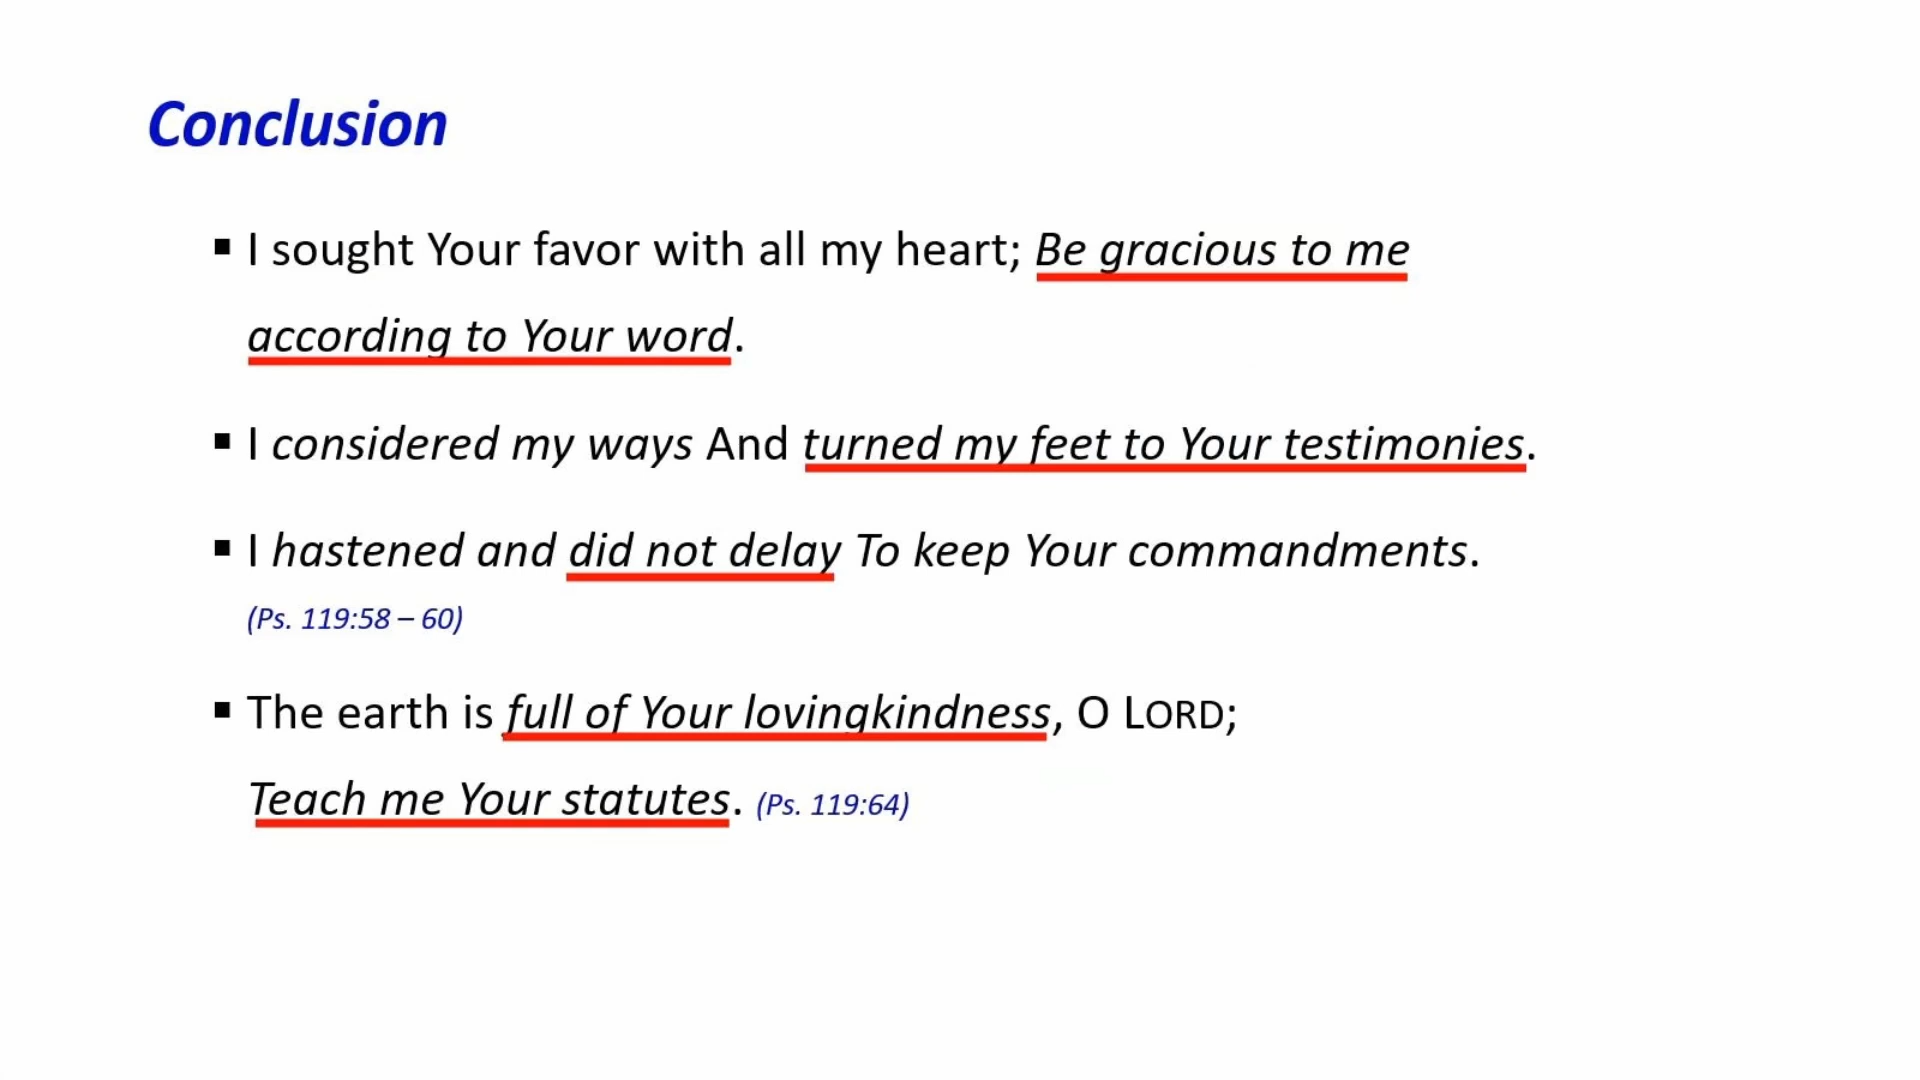 Conclusion
▪ I sought Your favor with all my heart; Be gracious to me
according to Your word.
▪ I considered my ways And turned my feet to Your testimonies.
▪ I hastened and did not delay To keep Your commandments.
(Ps. 119:58 – 60)
▪ The earth is full of Your lovingkindness, O LORD;
Teach me Your statutes. (Ps. 119:64)